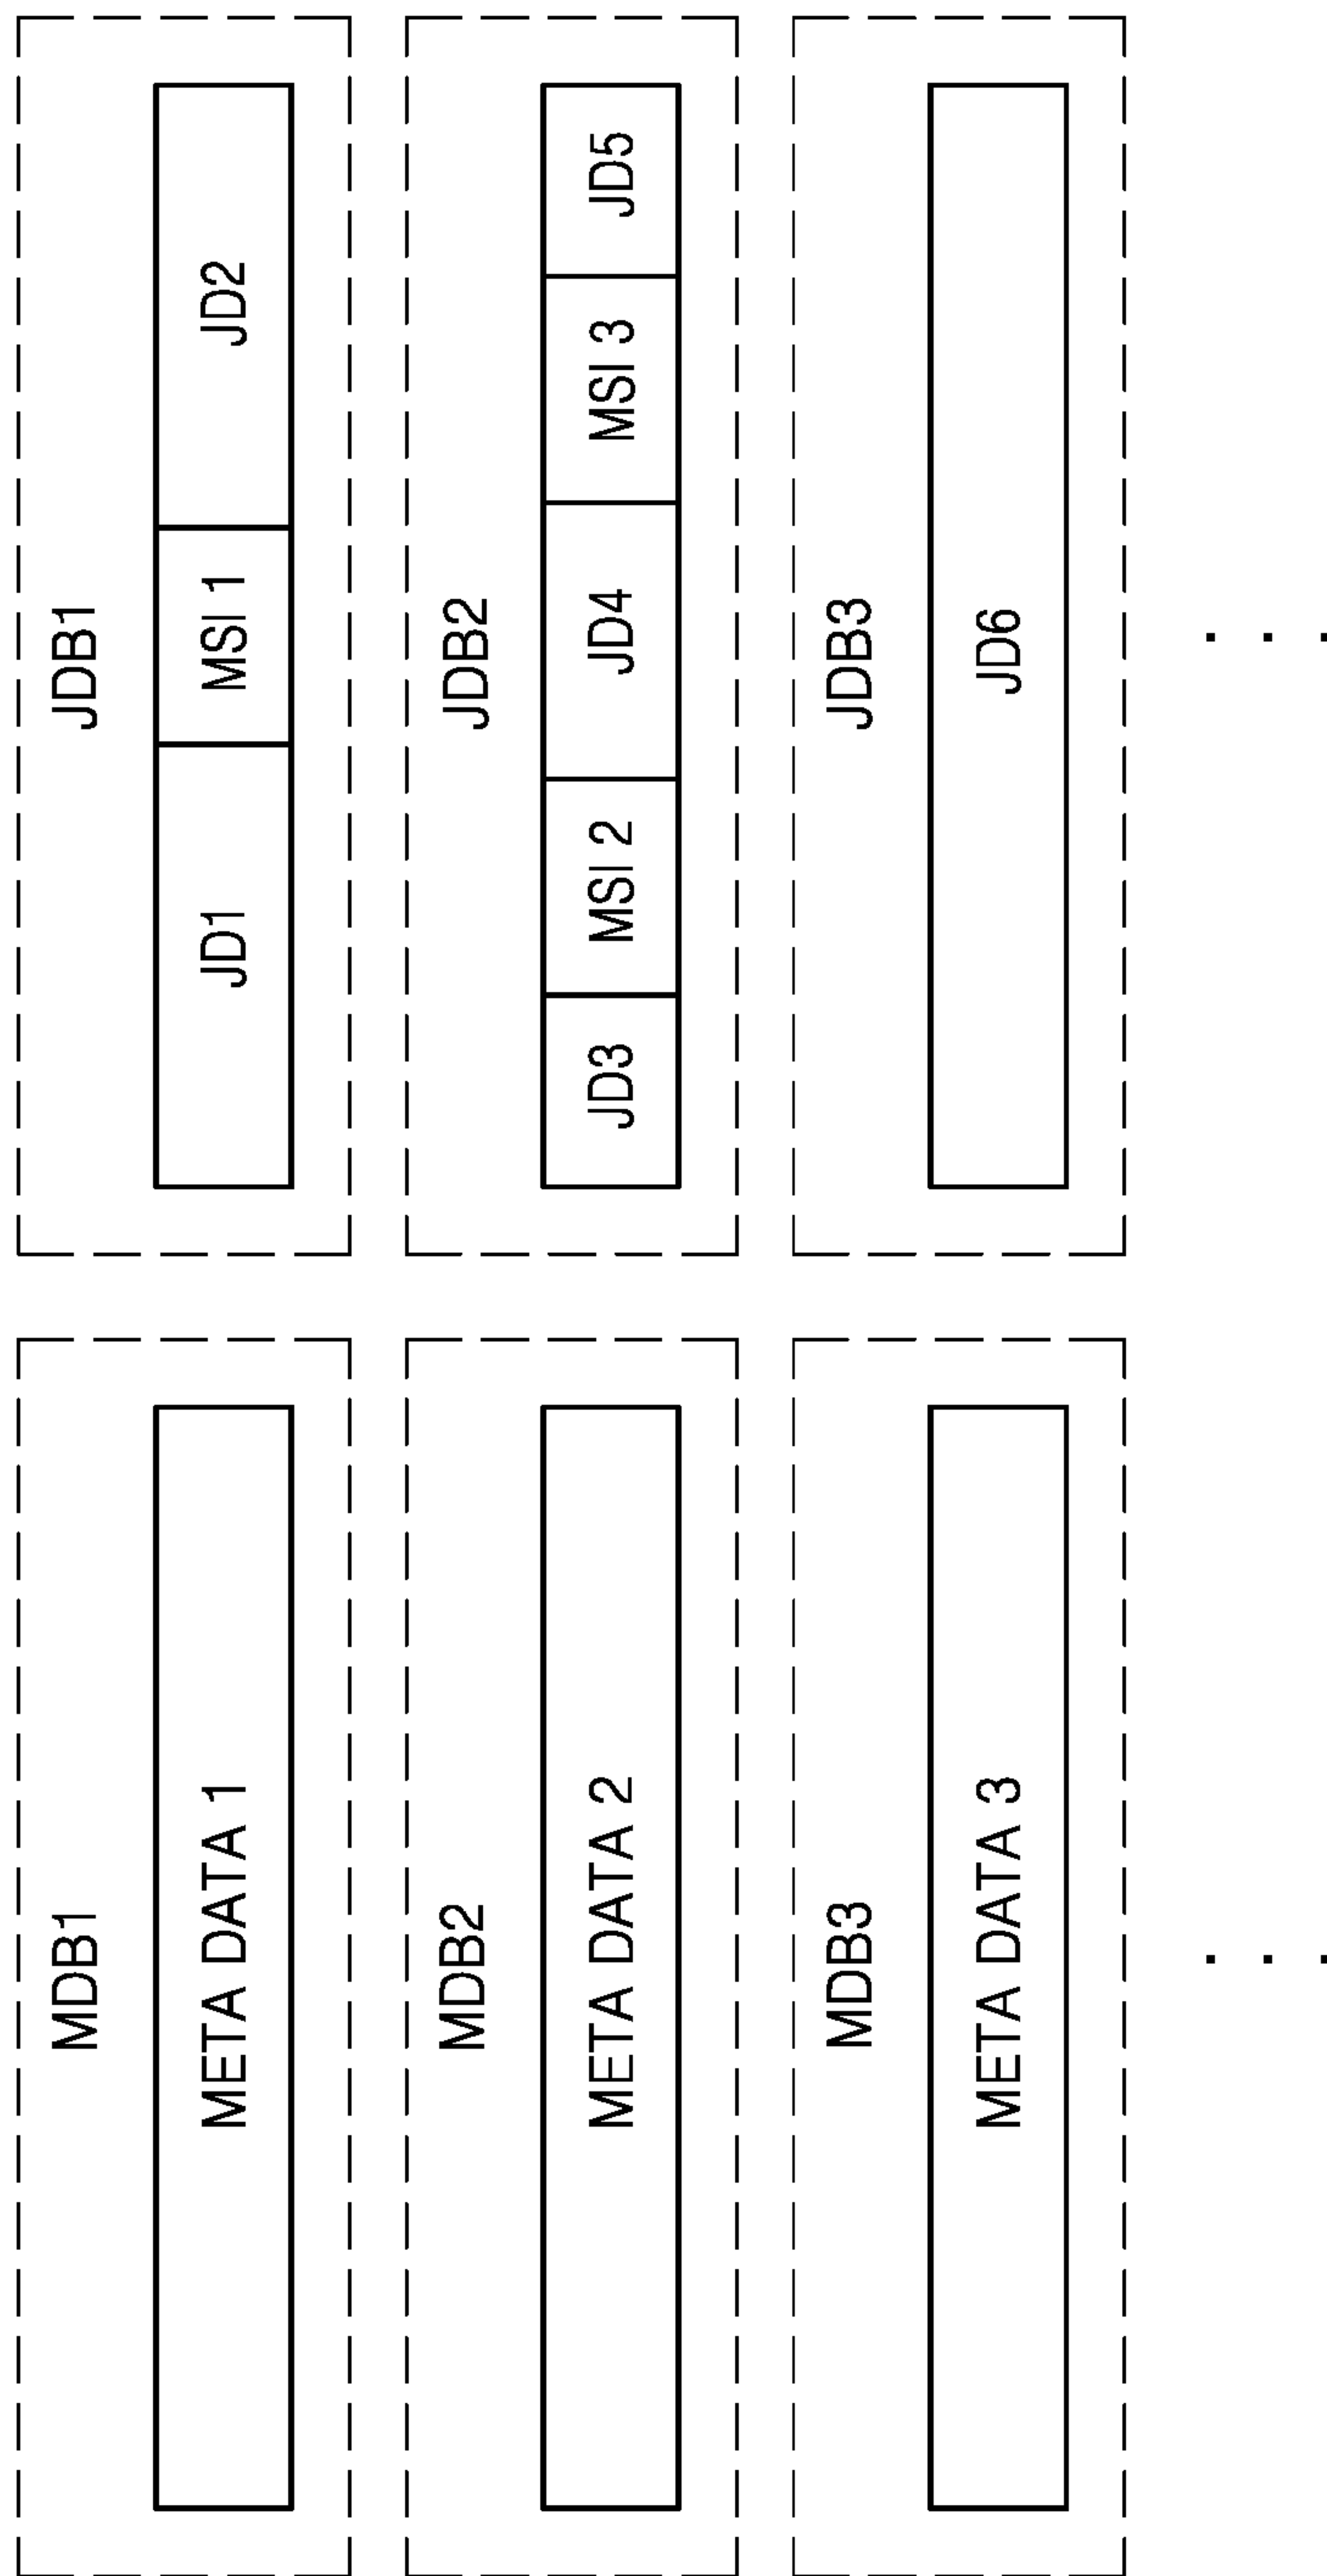 MDB1
META DATA 1
JDB1
JD1
MSI 1
JD2
MDB2
META DATA 2
JDB2
JD3
MSI 2
JD4
MSI 3
JD5
MDB3
META DATA 3
JDB3
JD6
. . .
. . .